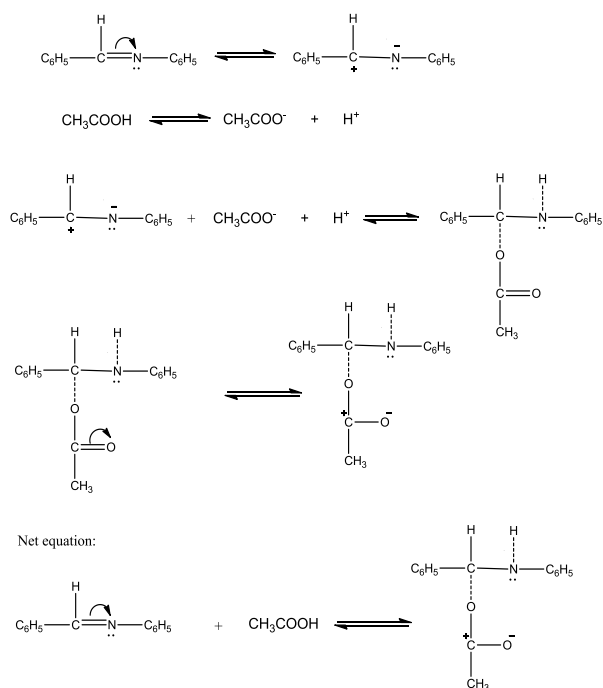 H H
C6H5 C N C6H5 C6H5 C N C6H5
+ -
CH3COOH CH3COO- + H+
H H H
C6H5 C N C6H5 + CH3COO- + H+ C6H5 C N C6H5
+ -
O
C O
CH3
H H H H
C6H5 C N C6H5 C6H5 C N C6H5
O O
C O + C O-
CH3 CH3
Net equation:
H H H
C6H5 C N C6H5 + CH3COOH C6H5 C N C6H5
O
+ C O-
CH3